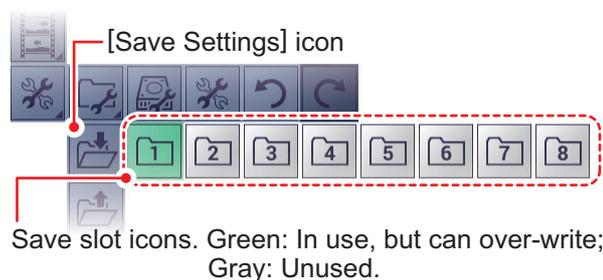 [Save Settings] icon
1 2 3 4 5 6 7 8
Save slot icons. Green: In use, but can over-write;
Gray: Unused.